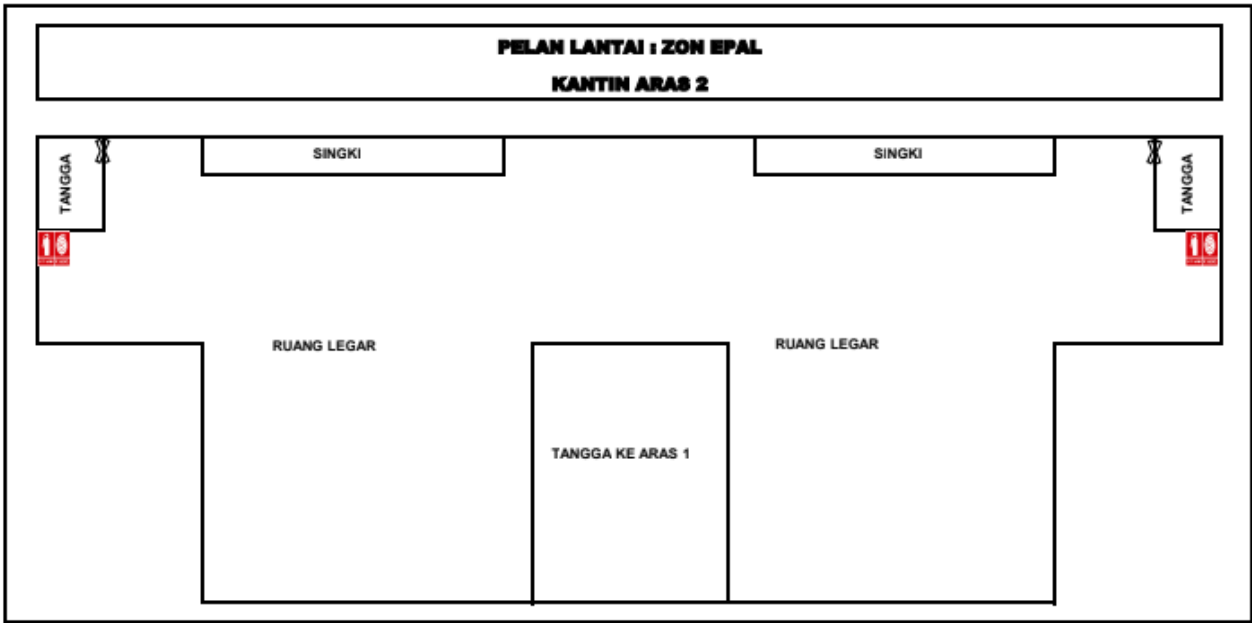 PELAN LANTAI : ZON EPAL
KANTIN ARAS 2
SINGKI
SINGKI
TANGGA
TANGGA
RUANG LEGAR
RUANG LEGAR
TANGGA KE ARAS 1